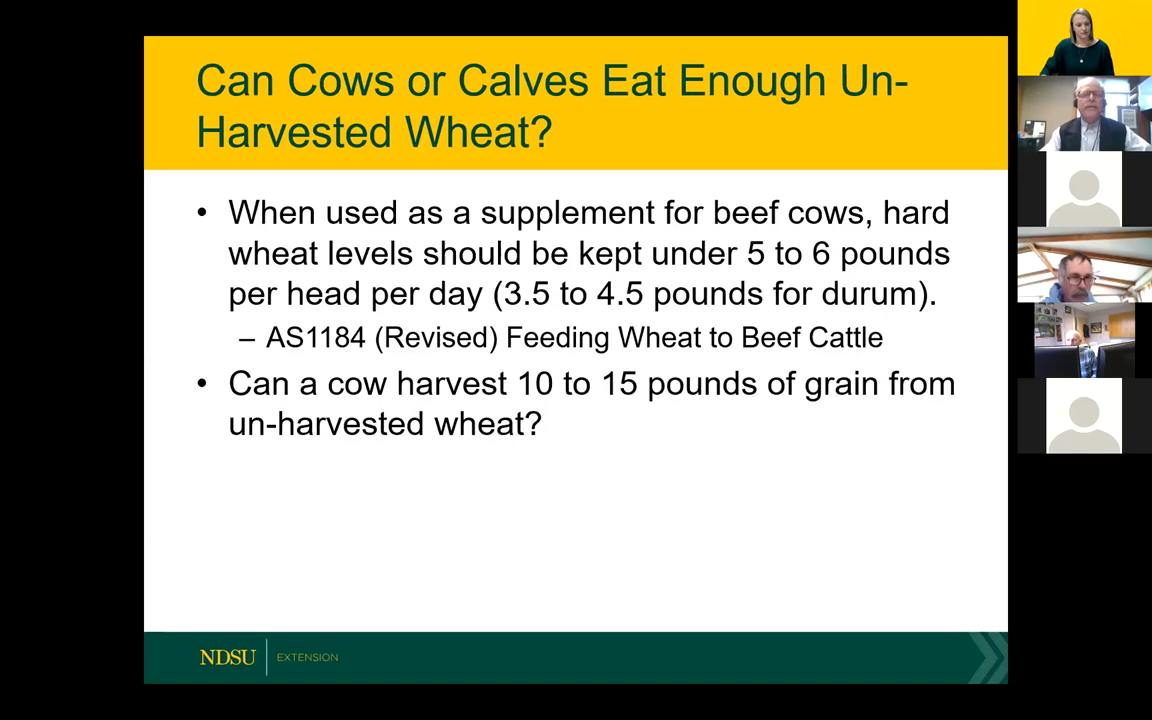 Can Cows or Calves Eat Enough Un-
Harvested Wheat?
• When used as a supplement for beef cows, hard
wheat levels should be kept under 5 to 6 pounds
per head per day (3.5 to 4.5 pounds for durum).
– AS1184 (Revised) Feeding Wheat to Beef Cattle
• Can a cow harvest 10 to 15 pounds of grain from
un-harvested wheat?
NDSU EXTENSION